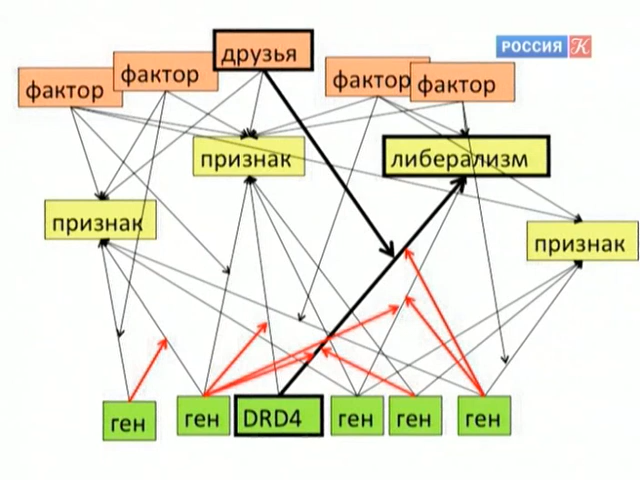 друзья
РОССИЯ К
фактор
фактор
фактор
фактор
признак
либерализм
признак
признак
ген
ген
DRD4
ген
ген
ген